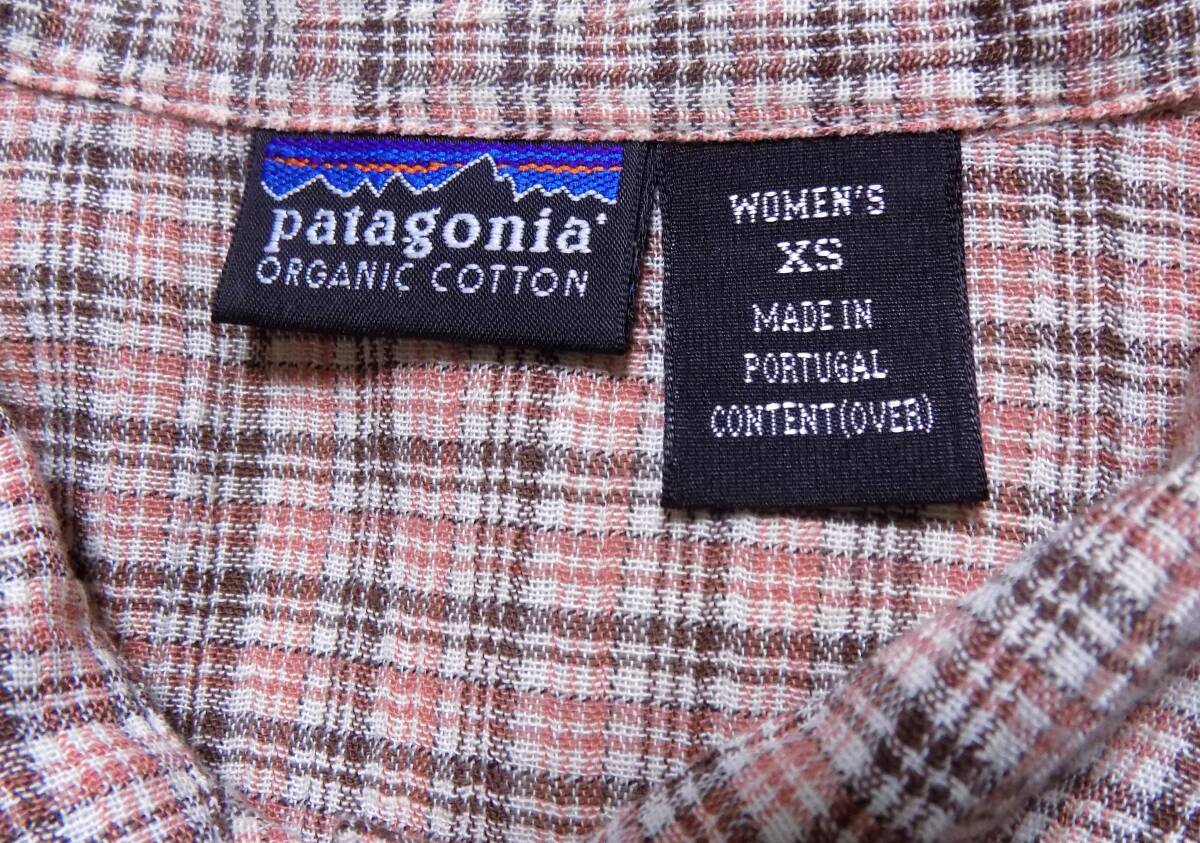 patagonia
ORGANIC COTTON
WOMEN'S
XS
MADE IN
PORTUGAL
CONTENT(OVER)